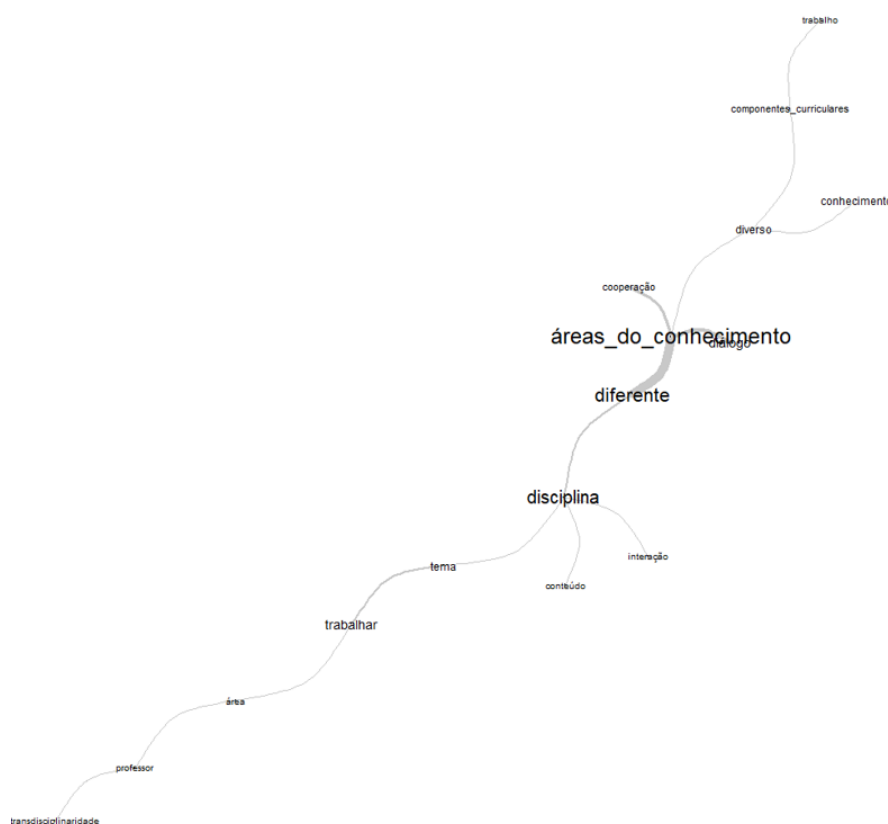 trabalho
componentes_curriculares
conhecimento
diverso
cooperação
áreas_do_conhecimento
diálogo
diferente
disciplina
interação
tema
conteúdo
trabalhar
área
professor
transdisciplinaridade